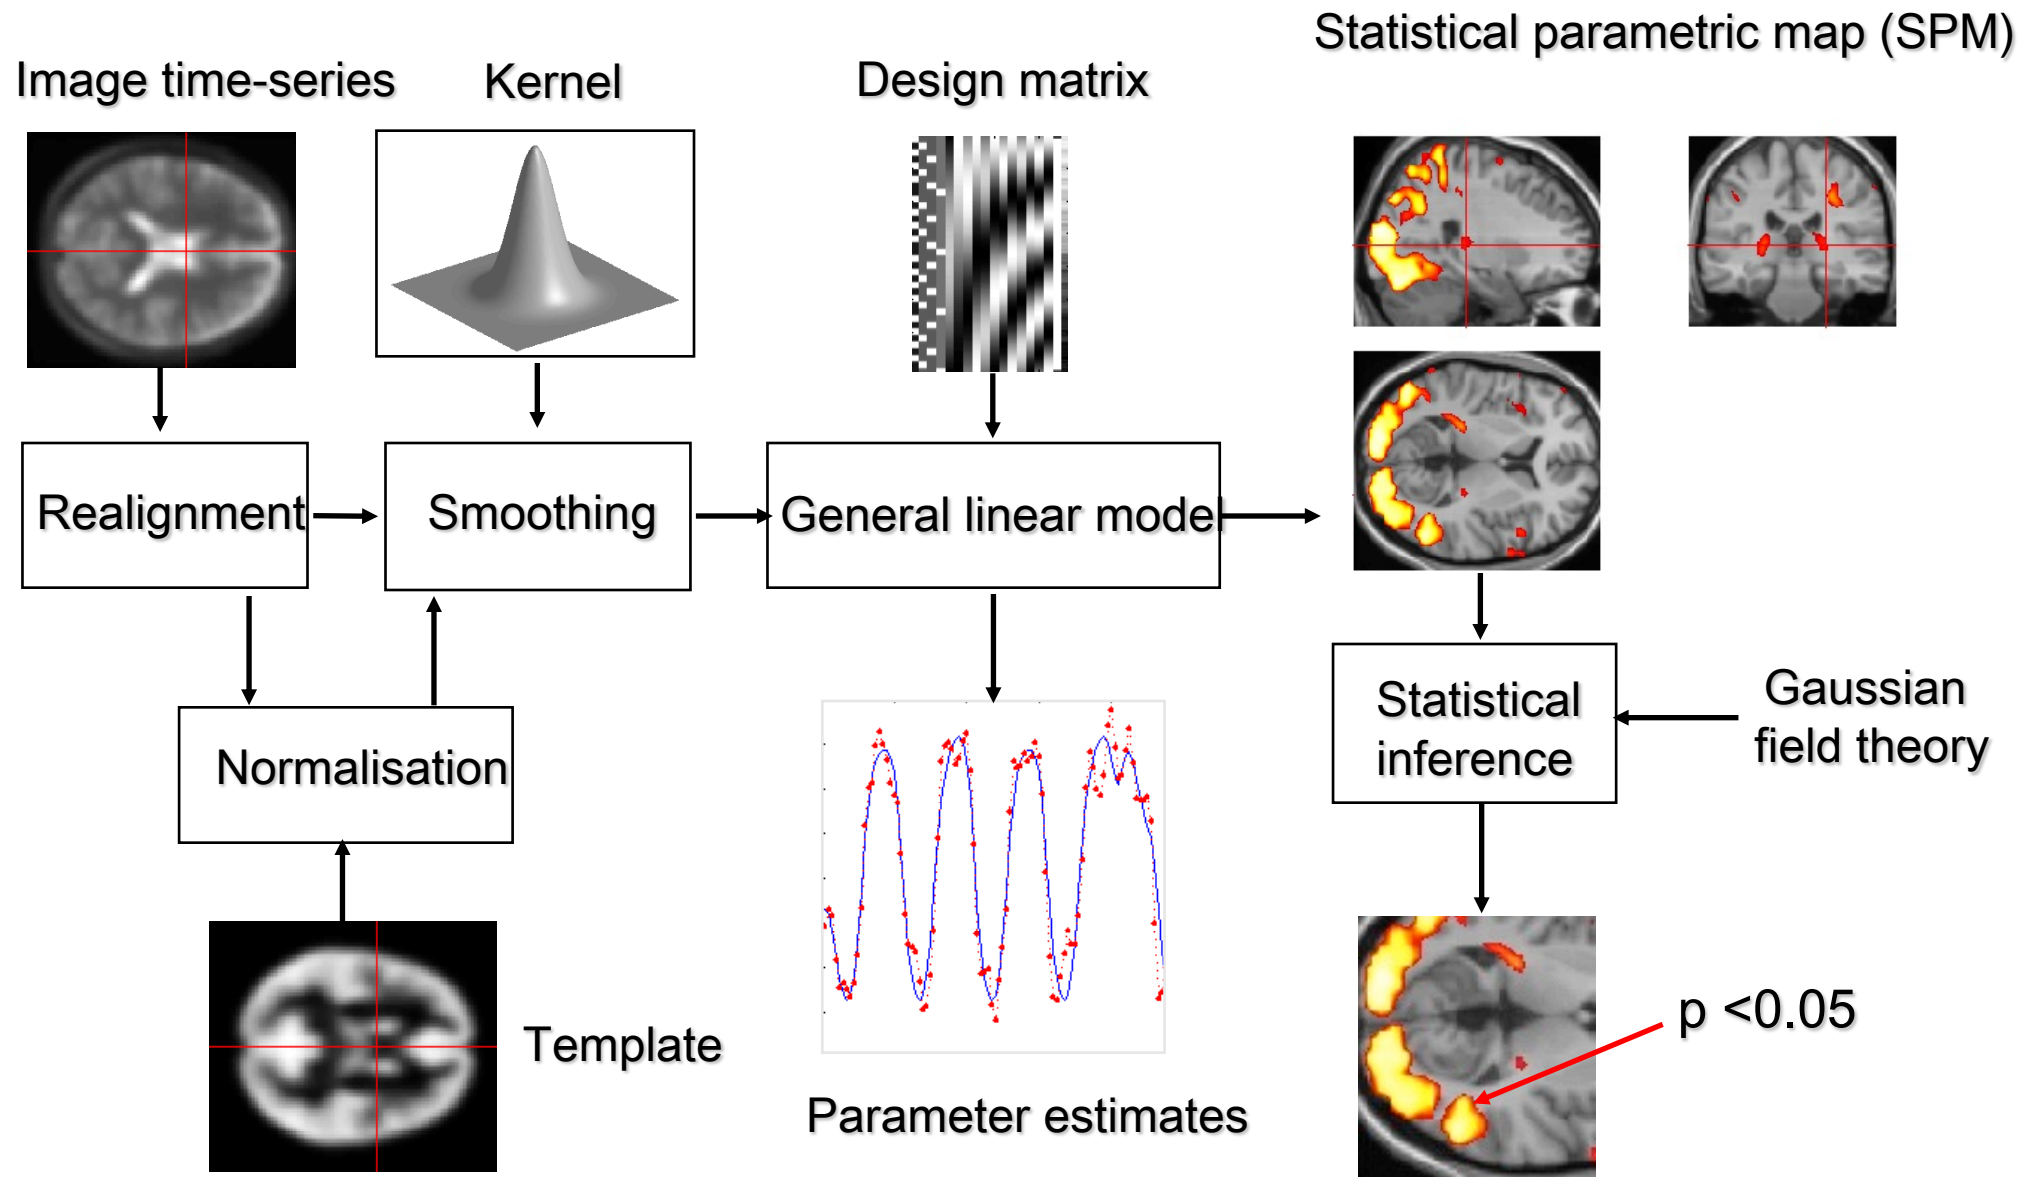 Statistical parametric map (SPM)
Image time-series
Kernel
Design matrix
Realignment
Smoothing
General linear model
Statistical
inference
Gaussian
field theory
Normalisation
Template
Parameter estimates
p <0.05